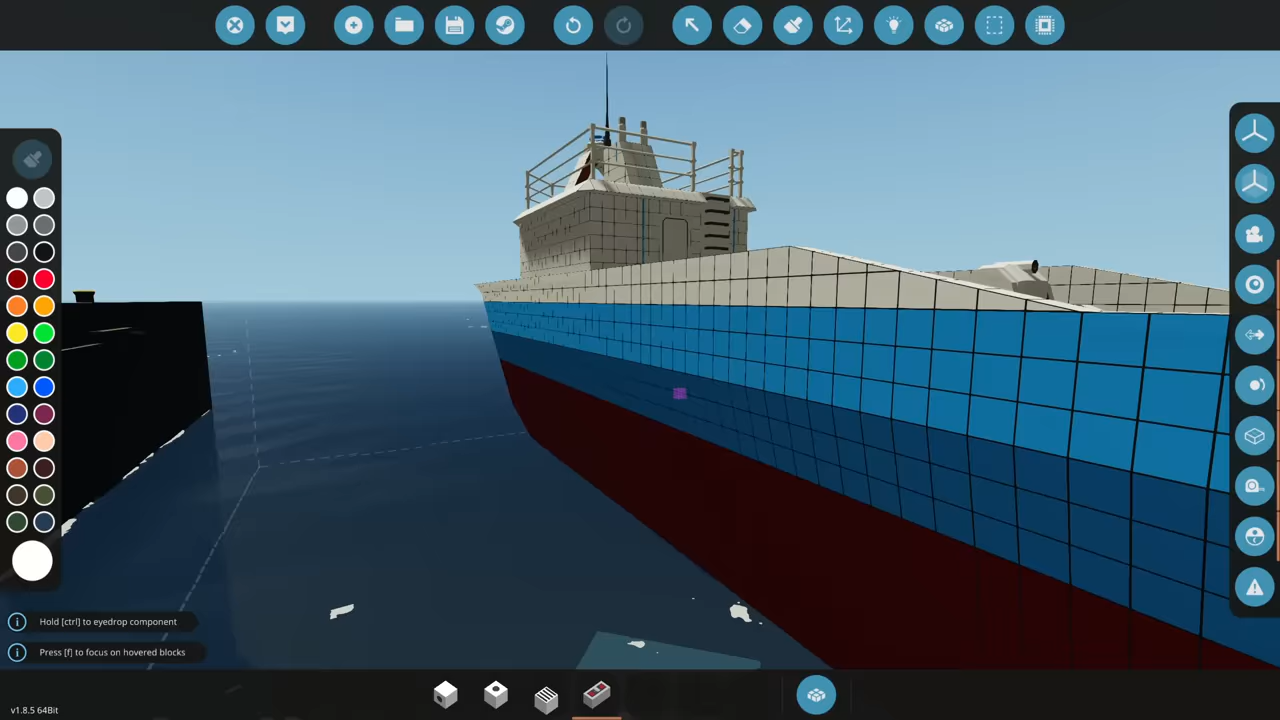 Hold [ctrl] to eyedrop component
Press [f] to focus on hovered blocks
v1.8.5 64Bit